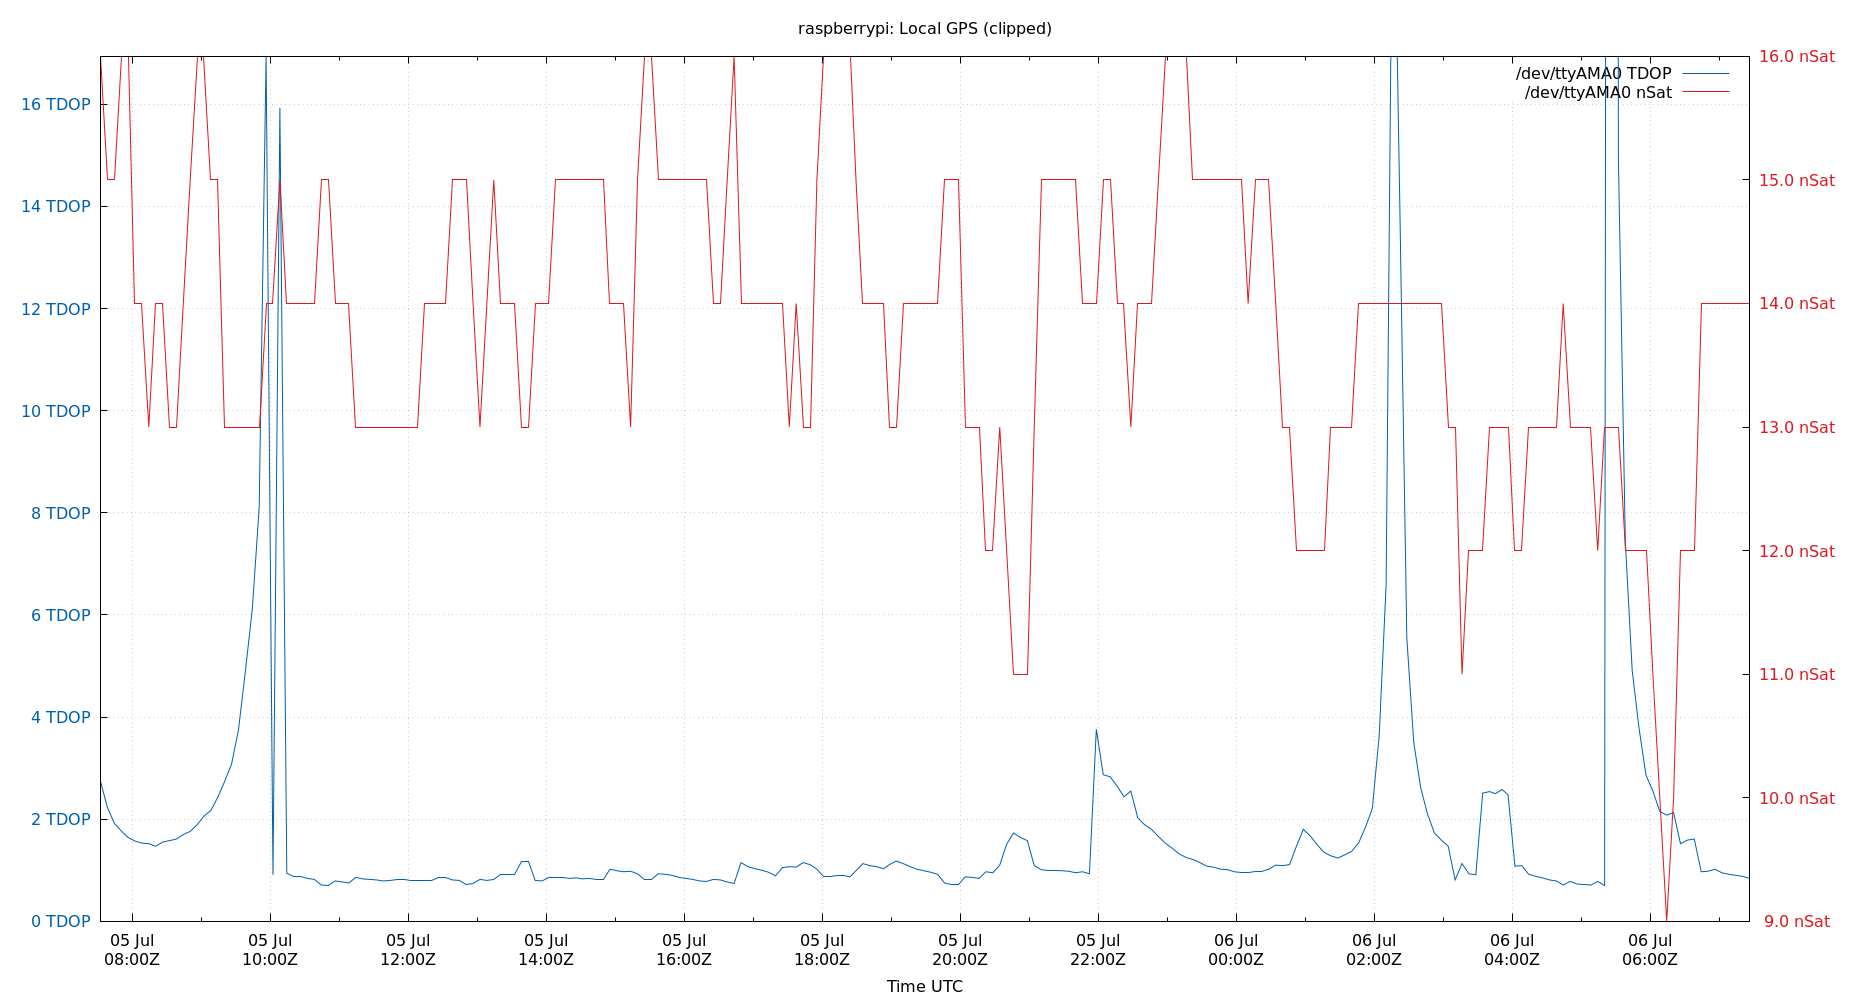 raspberrypi: Local GPS (clipped)
/dev/ttyAMA0 TDOP
/dev/ttyAMA0 nSat
16 TDOP
14 TDOP
12 TDOP
10 TDOP
8 TDOP
6 TDOP
4 TDOP
2 TDOP
0 TDOP
16.0 nSat
15.0 nSat
14.0 nSat
13.0 nSat
12.0 nSat
11.0 nSat
10.0 nSat
9.0 nSat
05 Jul
08:00Z
05 Jul
10:00Z
05 Jul
12:00Z
05 Jul
14:00Z
05 Jul
16:00Z
05 Jul
18:00Z
05 Jul
20:00Z
05 Jul
22:00Z
06 Jul
00:00Z
06 Jul
02:00Z
06 Jul
04:00Z
06 Jul
06:00Z
Time UTC